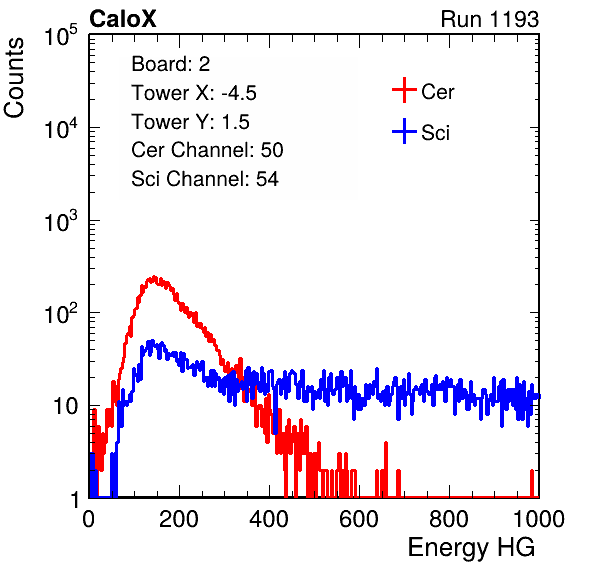 CaloX Run 1193
Counts
Board: 2
Tower X: -4.5
Tower Y: 1.5
Cer Channel: 50
Sci Channel: 54
Cer
Sci
10^5
10^4
10^3
10^2
10
1
0 200 400 600 800 1000
Energy HG